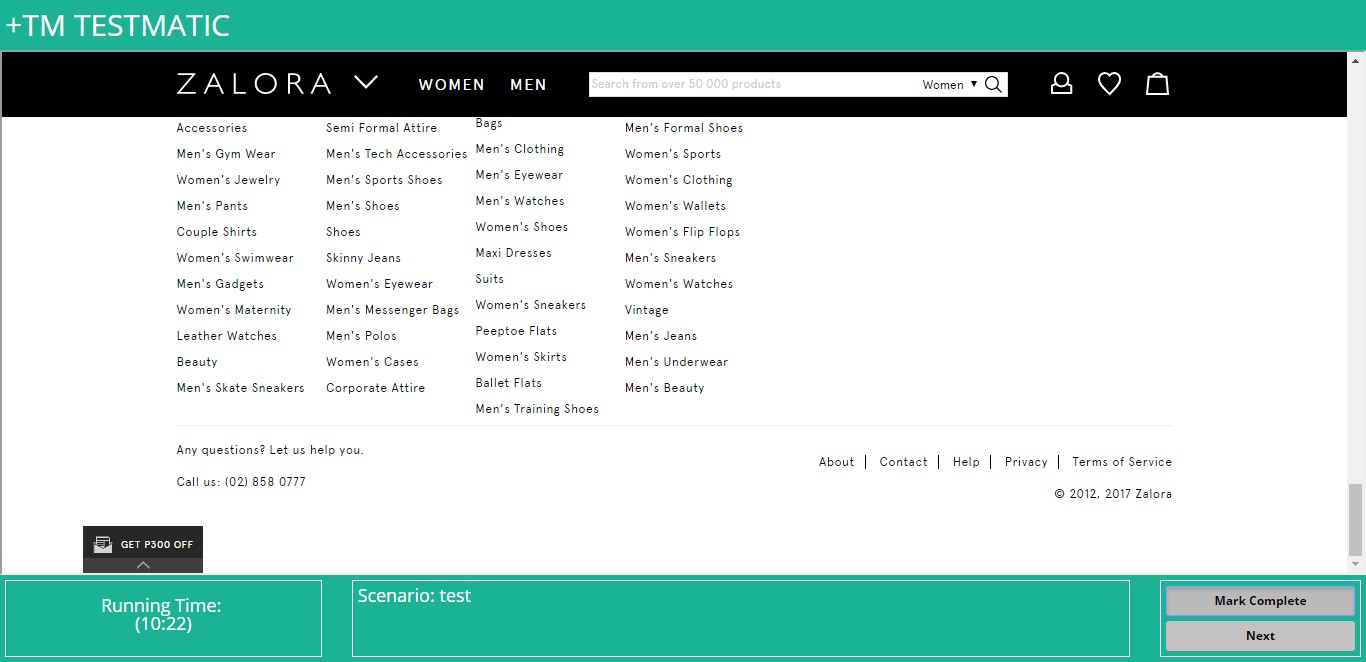 +TM TESTMATIC
ZALORA WOMEN MEN Search from over 50 000 products Women
Accessories
Men's Gym Wear
Women's Jewelry
Men's Pants
Couple Shirts
Women's Swimwear
Men's Gadgets
Women's Maternity
Leather Watches
Beauty
Men's Skate Sneakers
Semi Formal Attire
Men's Tech Accessories
Men's Sports Shoes
Men's Shoes
Shoes
Skinny Jeans
Women's Eyewear
Men's Messenger Bags
Men's Polos
Women's Cases
Corporate Attire
Bags
Men's Clothing
Men's Eyewear
Men's Watches
Women's Shoes
Maxi Dresses
Suits
Women's Sneakers
Peeptoe Flats
Women's Skirts
Ballet Flats
Men's Training Shoes
Men's Formal Shoes
Women's Sports
Women's Clothing
Women's Wallets
Women's Flip Flops
Men's Sneakers
Women's Watches
Vintage
Men's Jeans
Men's Underwear
Men's Beauty
Any questions? Let us help you.
Call us: (02) 858 0777
About | Contact | Help | Privacy | Terms of Service
© 2012, 2017 Zalora
GET P300 OFF
Running Time:
(10:22)
Scenario: test
Mark Complete
Next